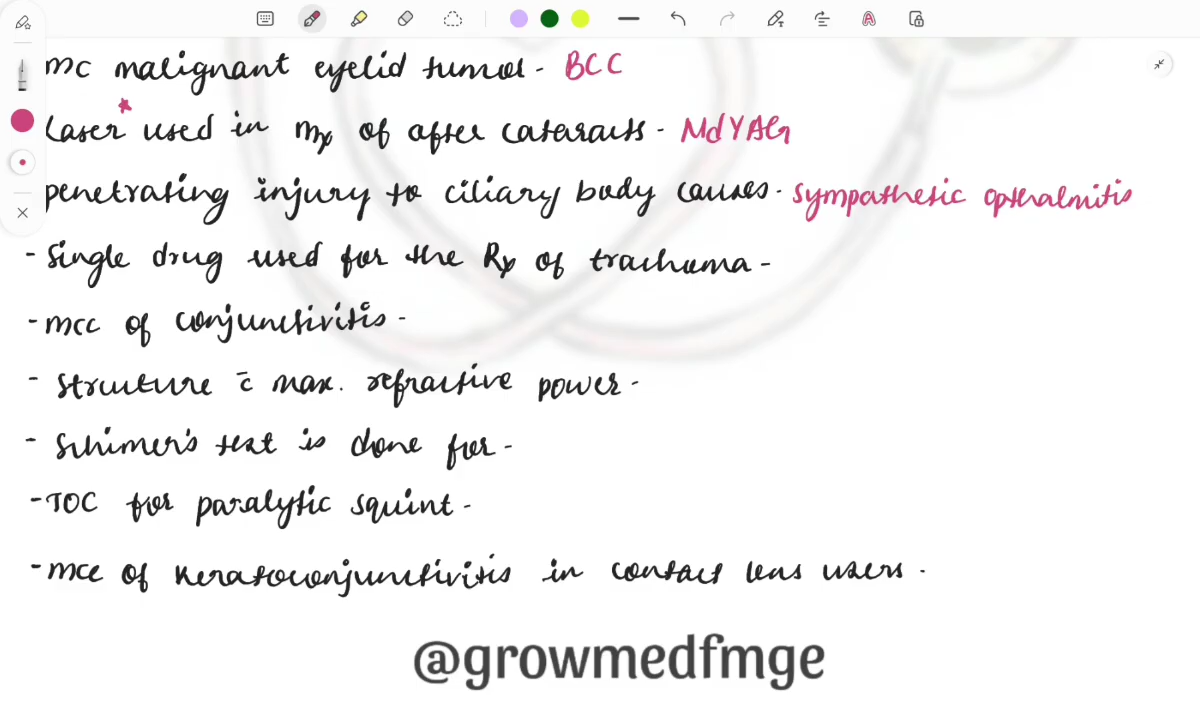 mc malignant eyelid tumor - BCC
Laser* used in Mx of after cataracts - NdYAG
penetrating injury to ciliary body causes - sympathetic opthalmitis
- Single drug used for the Rx of trachoma -
- mcc of conjunctivitis -
- structure c̄ max. refractive power -
- Schimer's test is done for -
- TOC for paralytic squint -
- mcc of keratoconjunctivitis in contact lens users -
@growmedfmge